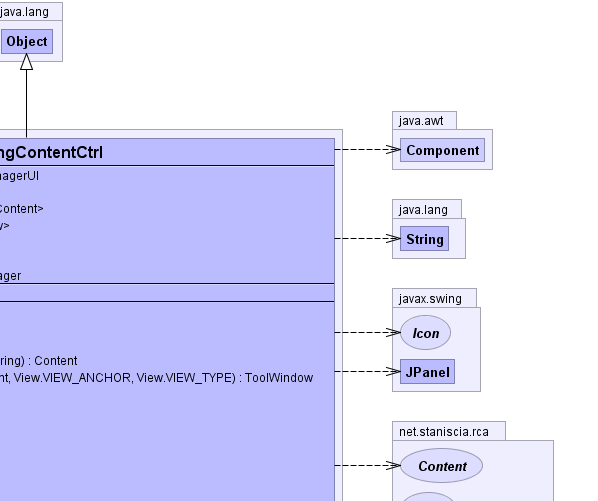 java.lang
Object
ngContentCtrl
nagerUI
Content>
v>
ager
ring) : Content
nt, View.VIEW_ANCHOR, View.VIEW_TYPE) : ToolWindow
java.awt
Component
java.lang
String
javax.swing
Icon
JPanel
net.staniscia.rca
Content